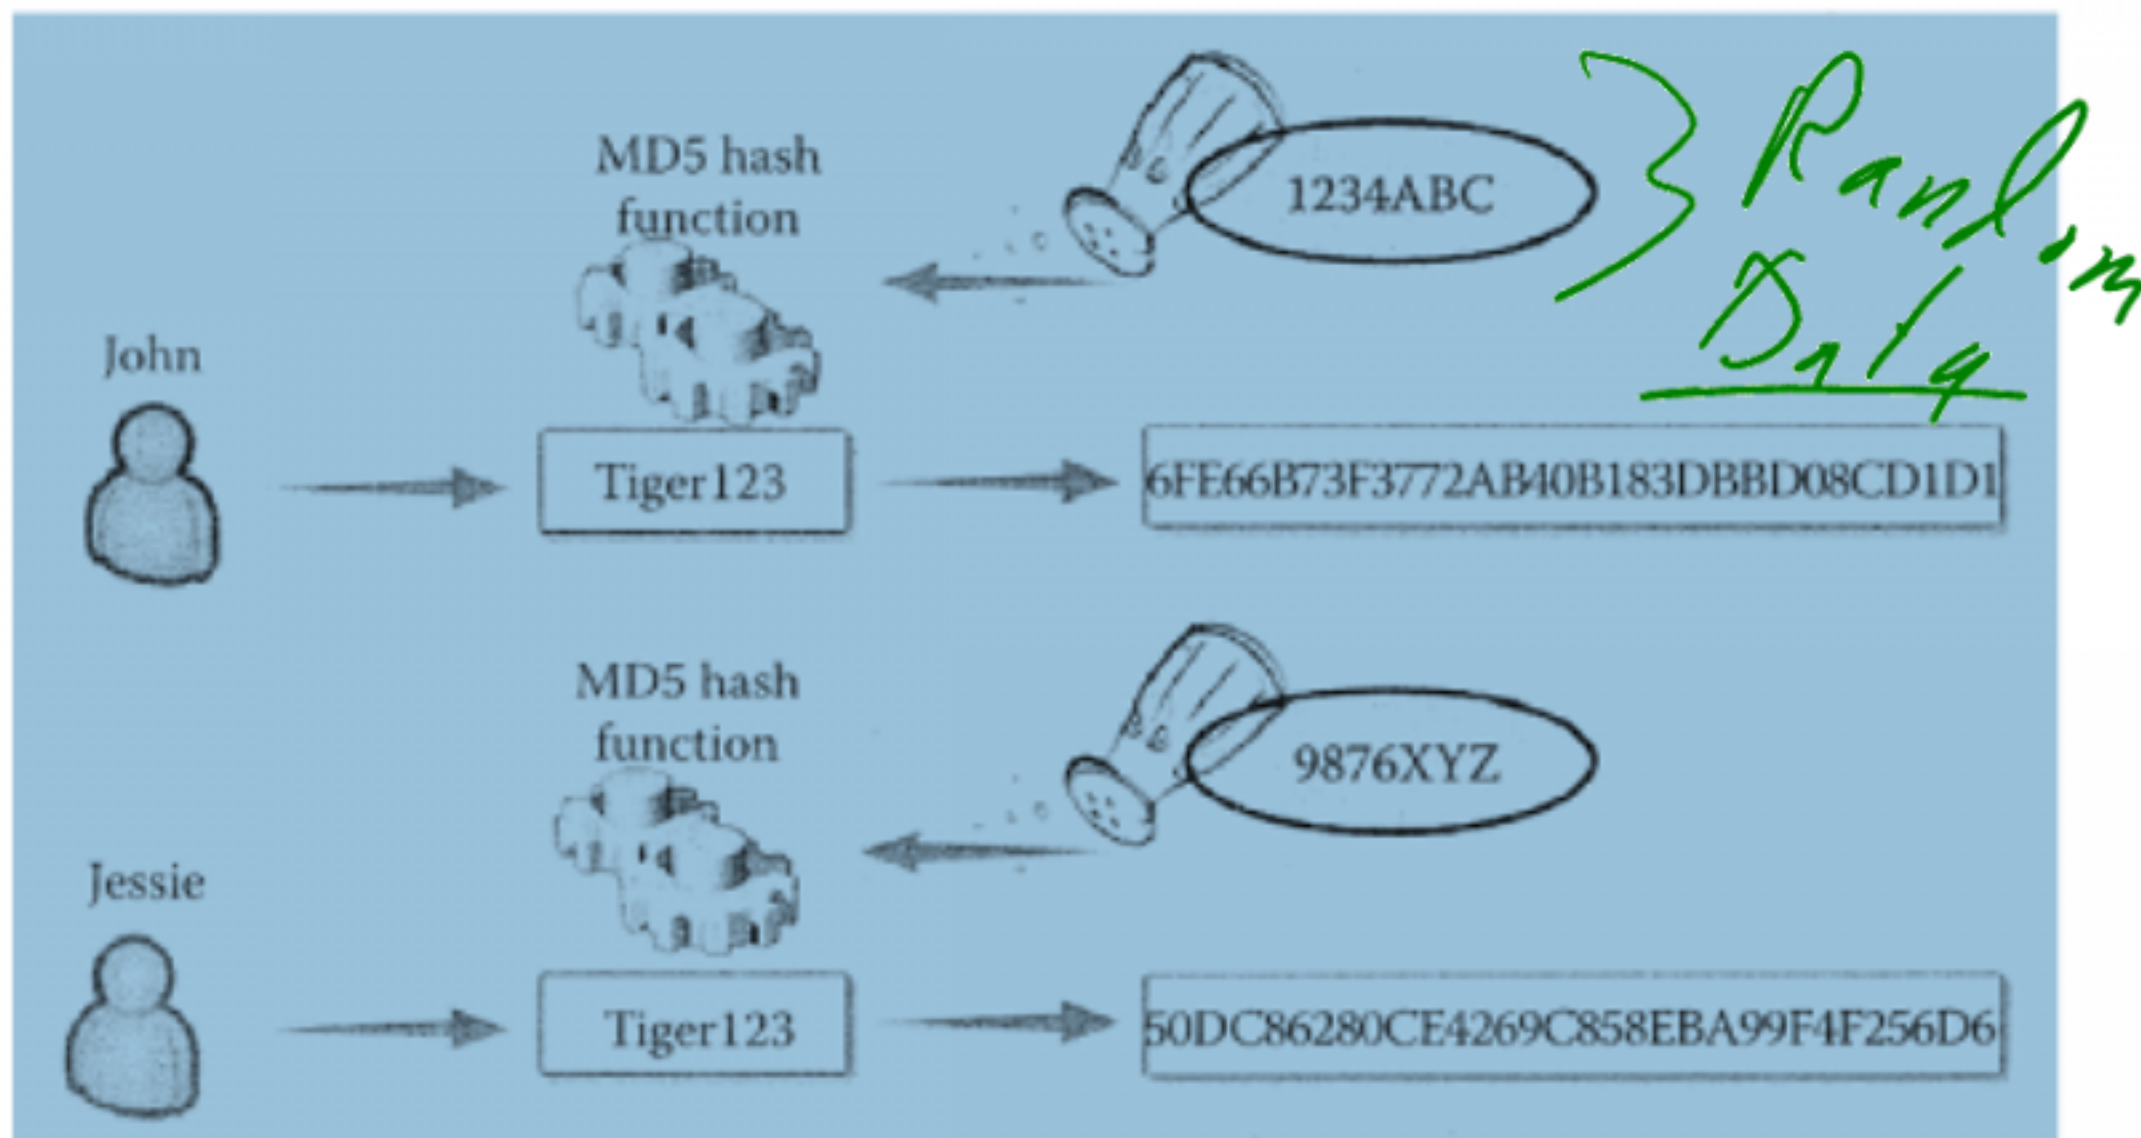 MD5 hash
function
1234ABC
Random
Data
John
Tiger123
6FE66B73F3772AB40B183DBBD08CD1D1
MD5 hash
function
9876XYZ
Jessie
Tiger123
50DC86280CE4269C858EBA99F4F256D6